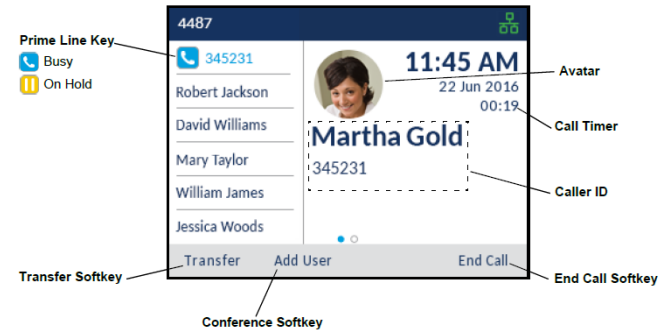 4487
Prime Line Key
Busy
On Hold
345231
Robert Jackson
David Williams
Mary Taylor
William James
Jessica Woods
11:45 AM
22 Jun 2016
00:19
Martha Gold
345231
Avatar
Call Timer
Caller ID
Transfer
Add User
End Call
Transfer Softkey
Conference Softkey
End Call Softkey